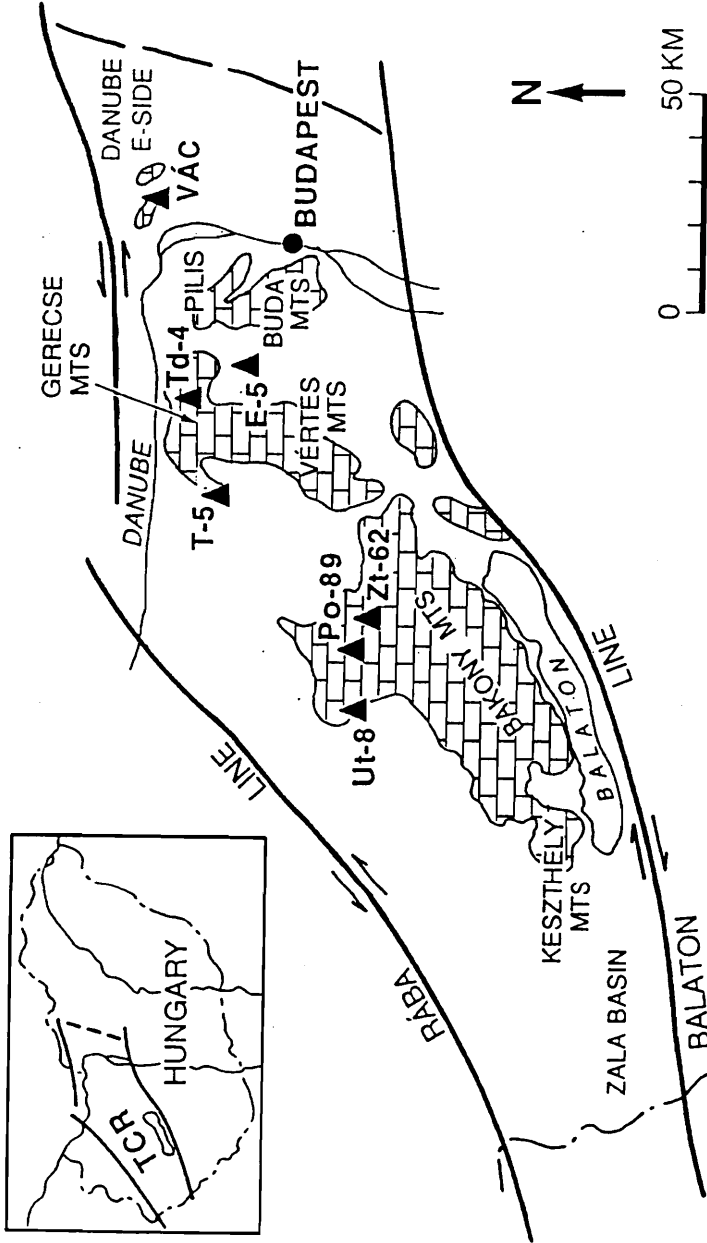 HUNGARY
TCR
GERECSE
MTS
DANUBE
E-SIDE
VÁC
DANUBE
Td-4
PILIS
T-5
E-5
BUDA
MTS
BUDAPEST
VÉRTES
MTS
LINE
Po-89
Zt-62
Ut-8
BAKONY MTS
BALATON
LINE
RÁBA
KESZTHELY
MTS
ZALA BASIN
BALATON
N
0
50 KM